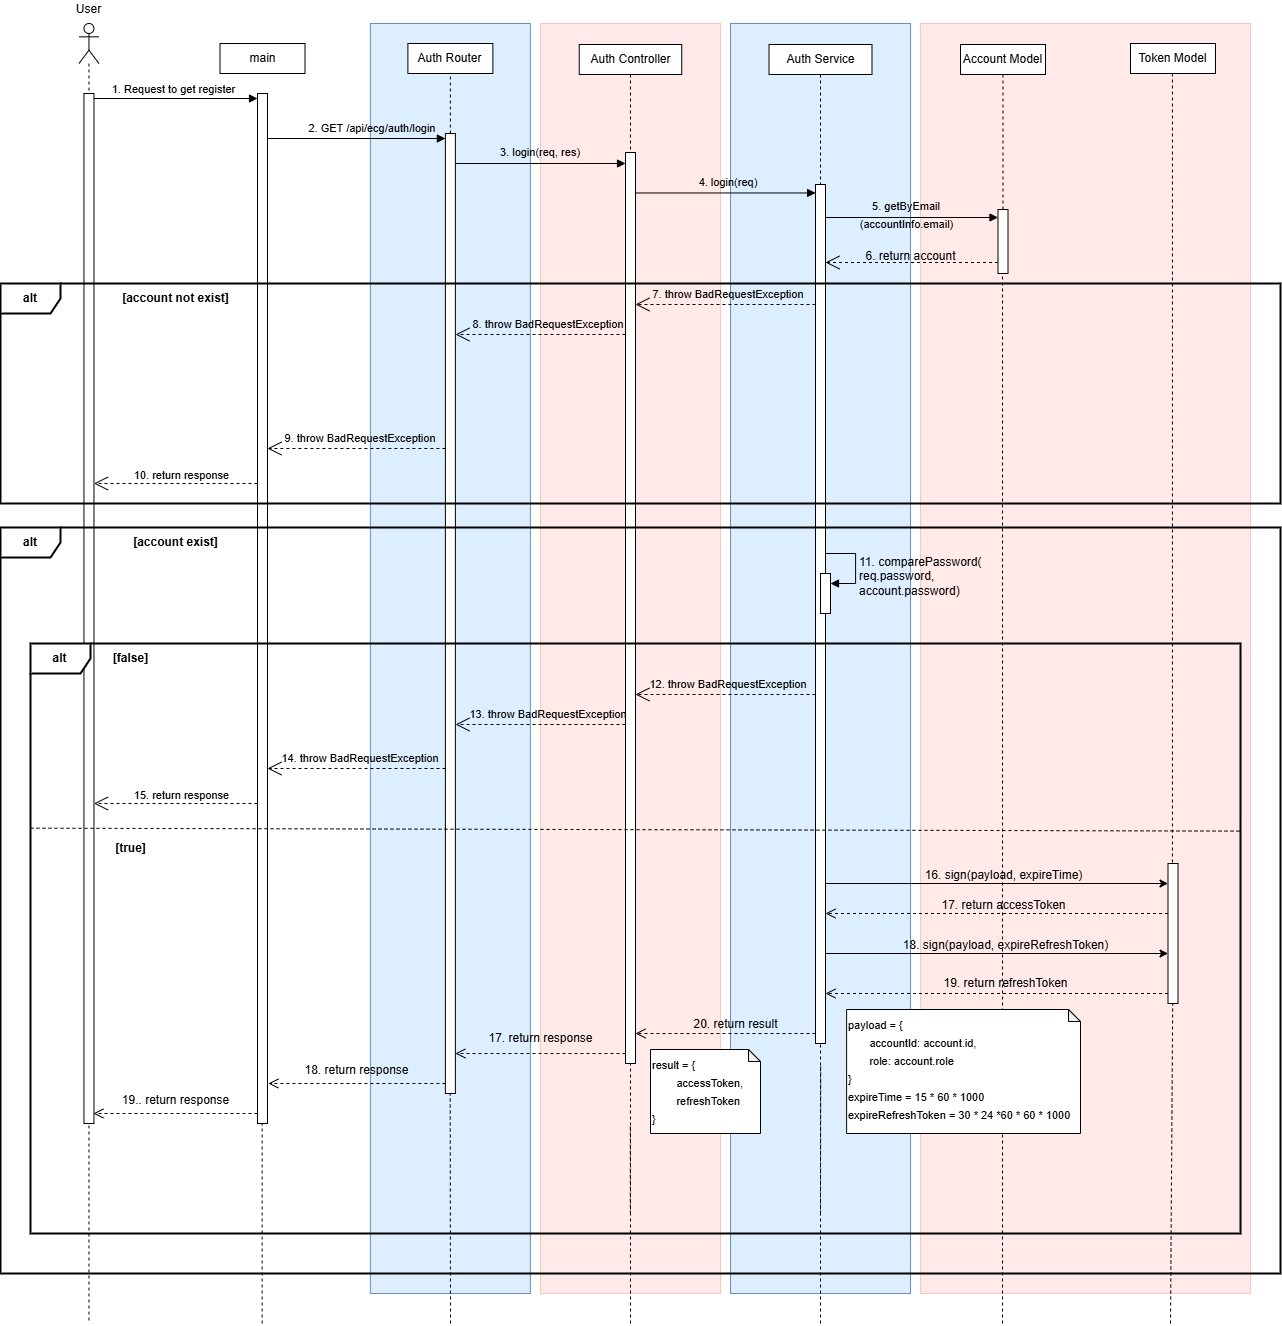 User
main
Auth Router
Auth Controller
Auth Service
Account Model
Token Model
1. Request to get register
2. GET /api/ecg/auth/login
3. login(req, res)
4. login(req)
5. getByEmail
(accountInfo.email)
6. return account
alt
[account not exist]
7. throw BadRequestException
8. throw BadRequestException
9. throw BadRequestException
10. return response
alt
[account exist]
11. comparePassword(
req.password,
account.password)
alt
[false]
12. throw BadRequestException
13. throw BadRequestException
14. throw BadRequestException
15. return response
[true]
16. sign(payload, expireTime)
17. return accessToken
18. sign(payload, expireRefreshToken)
19. return refreshToken
20. return result
17. return response
18. return response
19.. return response
result = {
accessToken,
refreshToken
}
payload = {
accountId: account.id,
role: account.role
}
expireTime = 15 * 60 * 1000
expireRefreshToken = 30 * 24 *60 * 60 * 1000